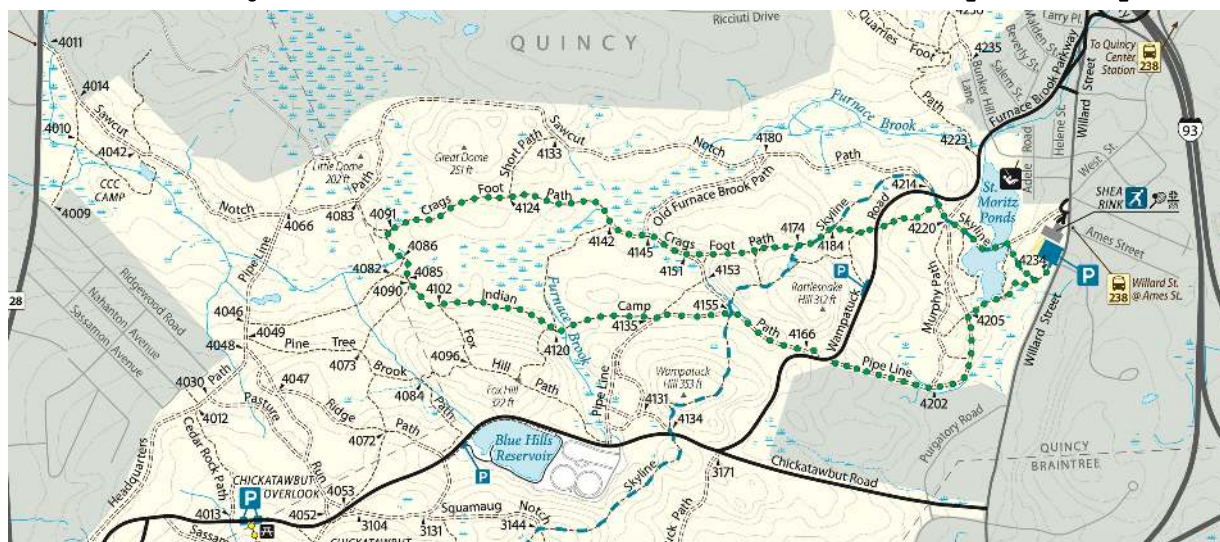 Ricciuti Drive
QUINCY
4236
Quarries Foot
Path
4235
Bunker Hill
Lane
Larry Pl.
Malden St.
Beverly St.
Salem St.
Furnace Brook Parkway
Willard Street
To Quincy
Center
Station
238
93
4011
4014
Sawcut
4010
4042
CCC
CAMP
4009
Notch
Little Dome
202 ft
4083
Path
4066
Great Dome
251 ft
Short Path
Sawcut
4133
Notch
4180
Path
Furnace Brook
4223
Adele Road
Helene St.
West St.
SHEA
RINK
Ames Street
4091
Crags
Foot
Path
4124
Old Furnace Brook Path
4214
Skyline
Road
St.
Moritz
Ponds
4142
4145
Crags
Foot
Path
4174
4184
4220
Skyline
4234
P
Willard St.
@ Ames St.
238
4151
4153
4086
4082
4085
4090
4102
Indian
Furnace Brook
Camp
4135
4155
Path
4166
Rattlesnake
Hill 312 ft
P
Wampatuck
Murphy Path
4205
Willard Street
28
Ridgewood Road
Nahanton Avenue
Sassamon Avenue
Pipe Line
4046
4049
4048
Pine
Tree
4073
Brook
Path
Fox
Hill
Path
4096
4120
Fox Hill
322 ft
4084
Pipe Line
4131
4134
Wampatuck
Hill 353 ft
Pipe Line
4202
Purgatory Road
QUINCY
BRAINTREE
4030
Path
4012
4047
Pasture
Run
Ridge
Path
4072
Cedar Rock Path
Headquarters
Blue Hills
Reservoir
P
CHICKATAWBUT
OVERLOOK
P
4013
4052
4053
3104
Squamaug
Notch
3131
3144
Skyline
3171
Chickatawbut Road